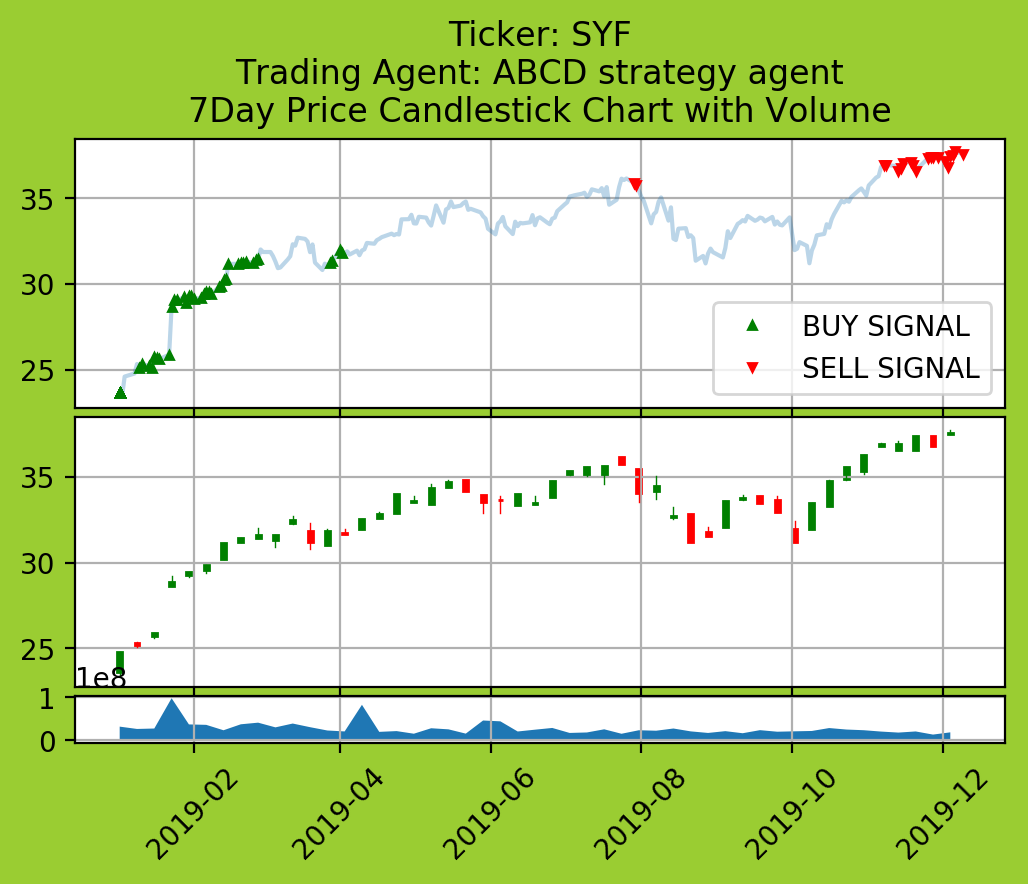 Ticker: SYF
Trading Agent: ABCD strategy agent
7Day Price Candlestick Chart with Volume
35
30
25
BUY SIGNAL
SELL SIGNAL
35
30
25
1e8
1
0
2019-02
2019-04
2019-06
2019-08
2019-10
2019-12